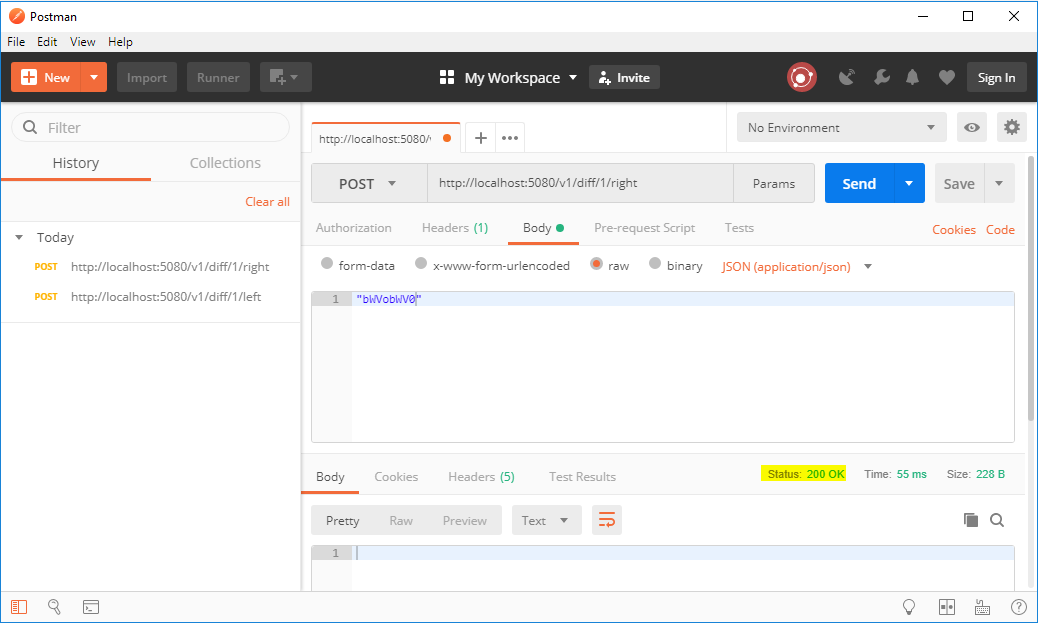 Postman
File Edit View Help
New Import Runner My Workspace Invite Sign In
Filter
History Collections
Clear all
Today
POST http://localhost:5080/v1/diff/1/right
POST http://localhost:5080/v1/diff/1/left
http://localhost:5080/v
No Environment
POST http://localhost:5080/v1/diff/1/right Params Send Save
Authorization Headers (1) Body Pre-request Script Tests Cookies Code
form-data x-www-form-urlencoded raw binary JSON (application/json)
1 "bWVobWV0"
Body Cookies Headers (5) Test Results Status: 200 OK Time: 55 ms Size: 228 B
Pretty Raw Preview Text
1